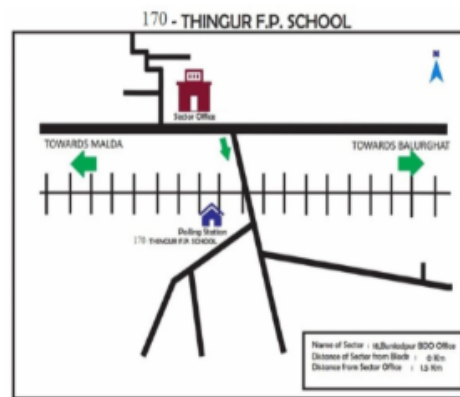 170 - THINGUR F.P. SCHOOL
N
Sector Office
TOWARDS MALDA
TOWARDS BALURGHAT
Polling Station
170 THINGUR F.P. SCHOOL
Name of Sector : BDO Office
Distance of Sector from Block : 0 Km
Distance from Sector Office : 1.5 Km